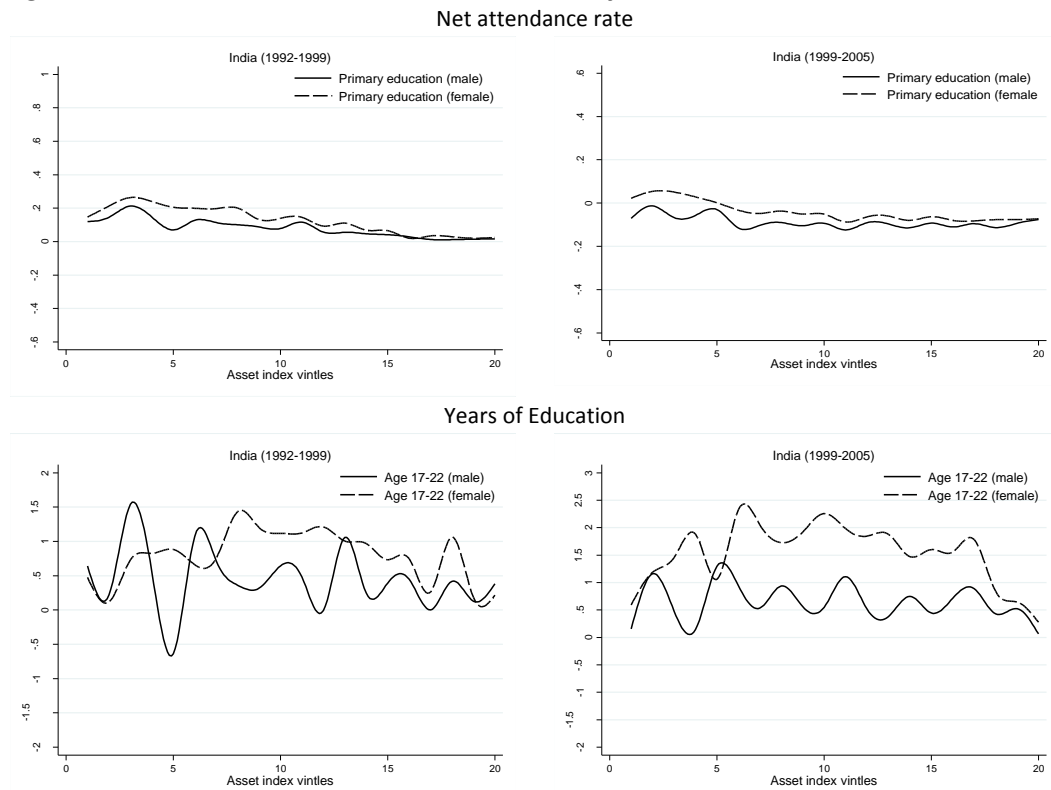 Net attendance rate
India (1992-1999)
Primary education (male)
Primary education (female)
1
.8
.6
.4
.2
0
-.2
-.4
-.6
0 5 10 15 20
Asset index vintles
India (1999-2005)
Primary education (male)
Primary education (female
.6
.4
.2
0
-.2
-.4
-.6
0 5 10 15 20
Asset index vintles
Years of Education
India (1992-1999)
Age 17-22 (male)
Age 17-22 (female)
2
1.5
1
.5
0
-.5
-1
-1.5
-2
0 5 10 15 20
Asset index vintles
India (1999-2005)
Age 17-22 (male)
Age 17-22 (female)
3
2.5
2
1.5
1
.5
0
-.5
-1
-1.5
-2
0 5 10 15 20
Asset index vintles